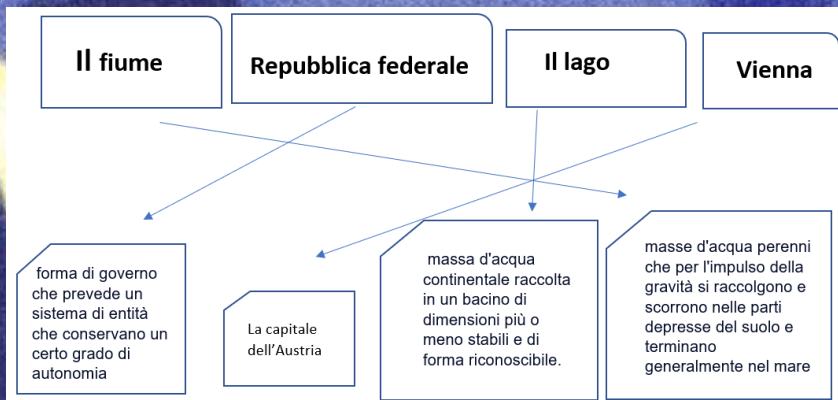 Il fiume
Repubblica federale
Il lago
Vienna
forma di governo
che prevede un
sistema di entità
che conservano un
certo grado di
autonomia
La capitale
dell’Austria
massa d'acqua
continentale raccolta
in un bacino di
dimensioni più o
meno stabili e di
forma riconoscibile.
masse d'acqua perenni
che per l'impulso della
gravità si raccolgono e
scorrono nelle parti
depresse del suolo e
terminano
generalmente nel mare